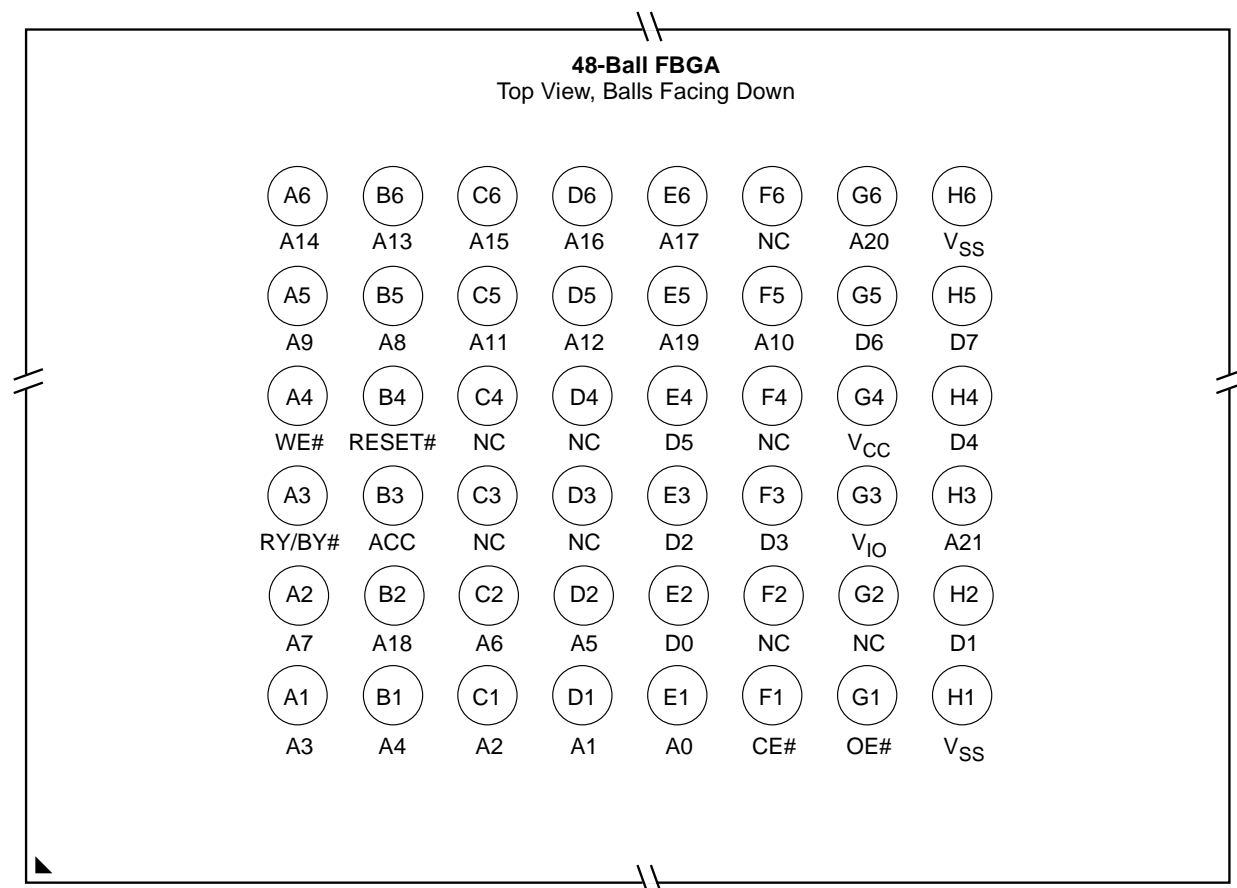 48-Ball FBGA
Top View, Balls Facing Down
A6 B6 C6 D6 E6 F6 G6 H6
A14 A13 A15 A16 A17 NC A20 VSS
A5 B5 C5 D5 E5 F5 G5 H5
A9 A8 A11 A12 A19 A10 D6 D7
A4 B4 C4 D4 E4 F4 G4 H4
WE# RESET# NC NC D5 NC VCC D4
A3 B3 C3 D3 E3 F3 G3 H3
RY/BY# ACC NC NC D2 D3 VIO A21
A2 B2 C2 D2 E2 F2 G2 H2
A7 A18 A6 A5 D0 NC NC D1
A1 B1 C1 D1 E1 F1 G1 H1
A3 A4 A2 A1 A0 CE# OE# VSS